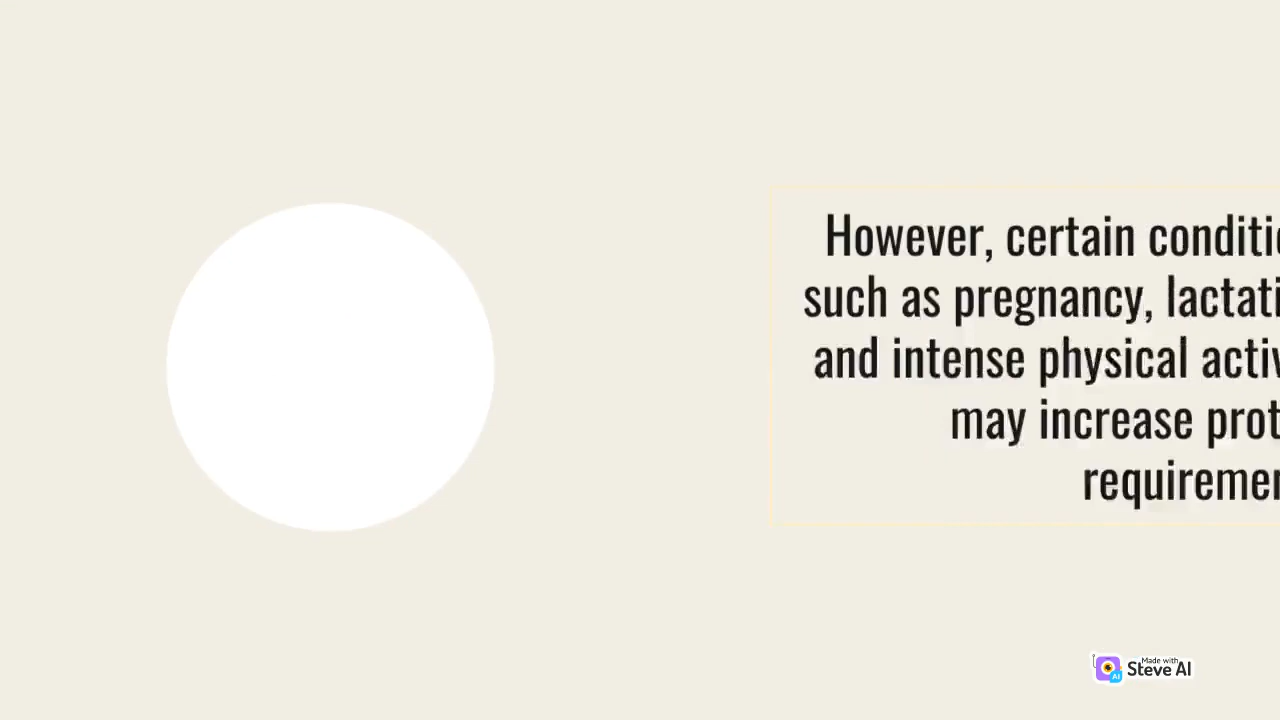 However, certain conditi
such as pregnancy, lactati
and intense physical activ
may increase prot
requiremen
Made with
Steve AI
AI